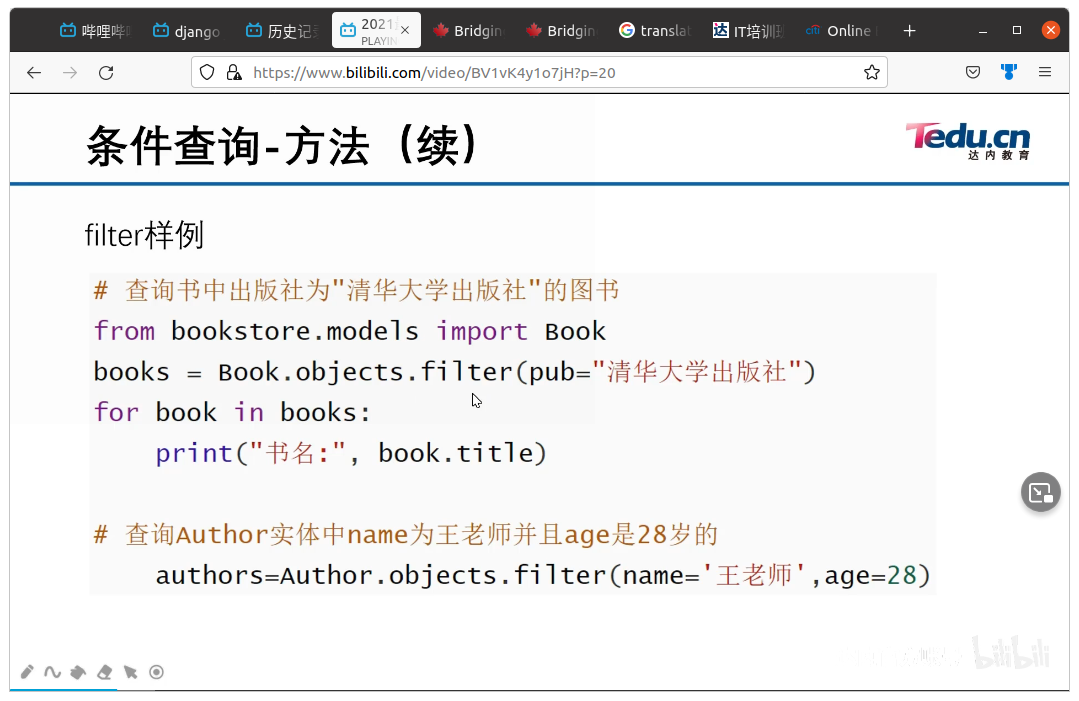 哔哩哔
django
历史记录
2021
PLAYIN
Bridgin
Bridgin
translat
IT培训班
citi Online
https://www.bilibili.com/video/BV1vK4y1o7jH?p=20
条件查询-方法（续）
Tedu.cn
达内教育
filter样例
# 查询书中出版社为"清华大学出版社"的图书
from bookstore.models import Book
books = Book.objects.filter(pub="清华大学出版社")
for book in books:
print("书名:", book.title)
# 查询Author实体中name为王老师并且age是28岁的
authors=Author.objects.filter(name='王老师',age=28)
bilibili